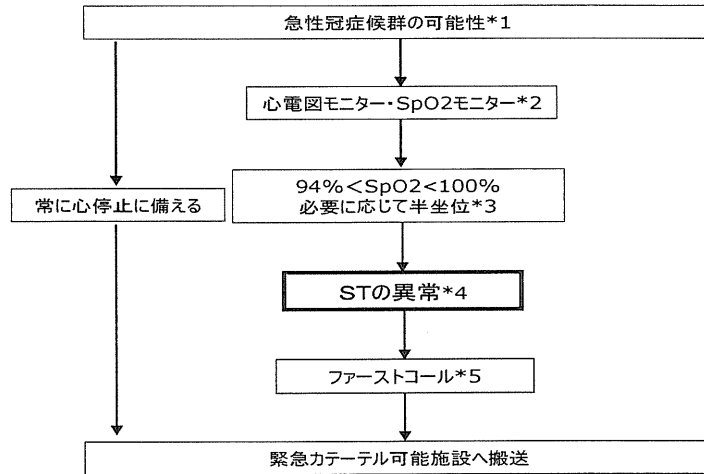 急性冠症候群の可能性*1
心電図モニター・SpO2モニター*2
94%<SpO2<100%
必要に応じて半坐位*3
常に心停止に備える
STの異常*4
ファーストコール*5
緊急カテーテル可能施設へ搬送